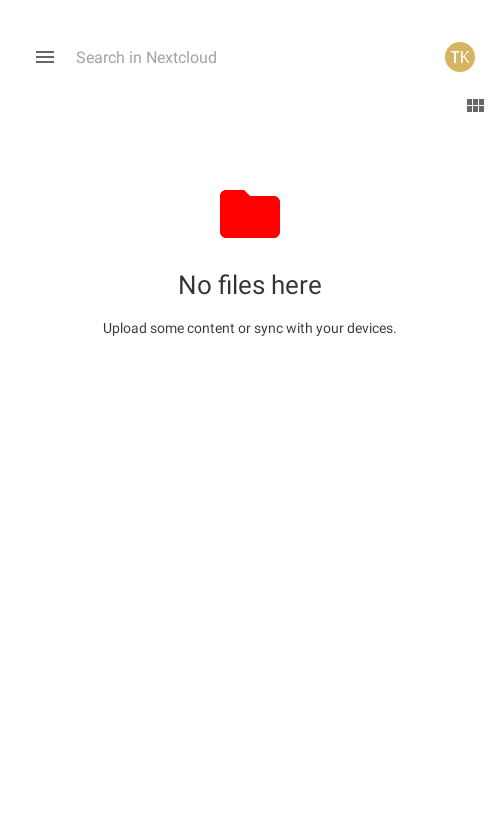 Search in Nextcloud
TK
No files here
Upload some content or sync with your devices.